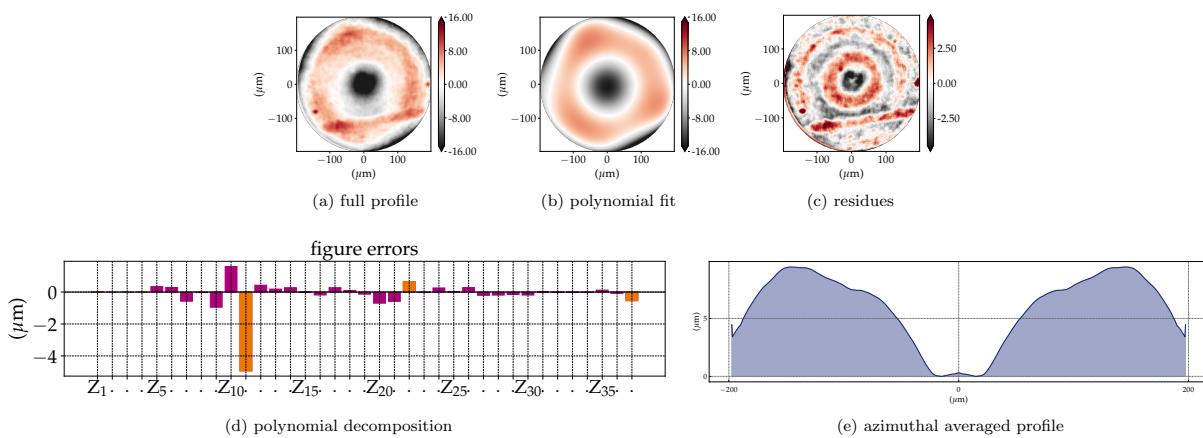 100
0
−100
(µm)
−100
0
100
(µm)
16.00
8.00
0.00
-8.00
-16.00
(a) full profile
100
0
−100
(µm)
−100
0
100
(µm)
16.00
8.00
0.00
-8.00
-16.00
(b) polynomial fit
100
0
−100
(µm)
−100
0
100
(µm)
2.50
0.00
-2.50
(c) residues
figure errors
0
−2
−4
(µm)
Z1 . . . Z5 . . . . Z10 . . . . Z15 . . . . Z20 . . . . Z25 . . . . Z30 . . . . Z35 . .
(d) polynomial decomposition
5
0
(µm)
−200
0
200
(µm)
(e) azimuthal averaged profile